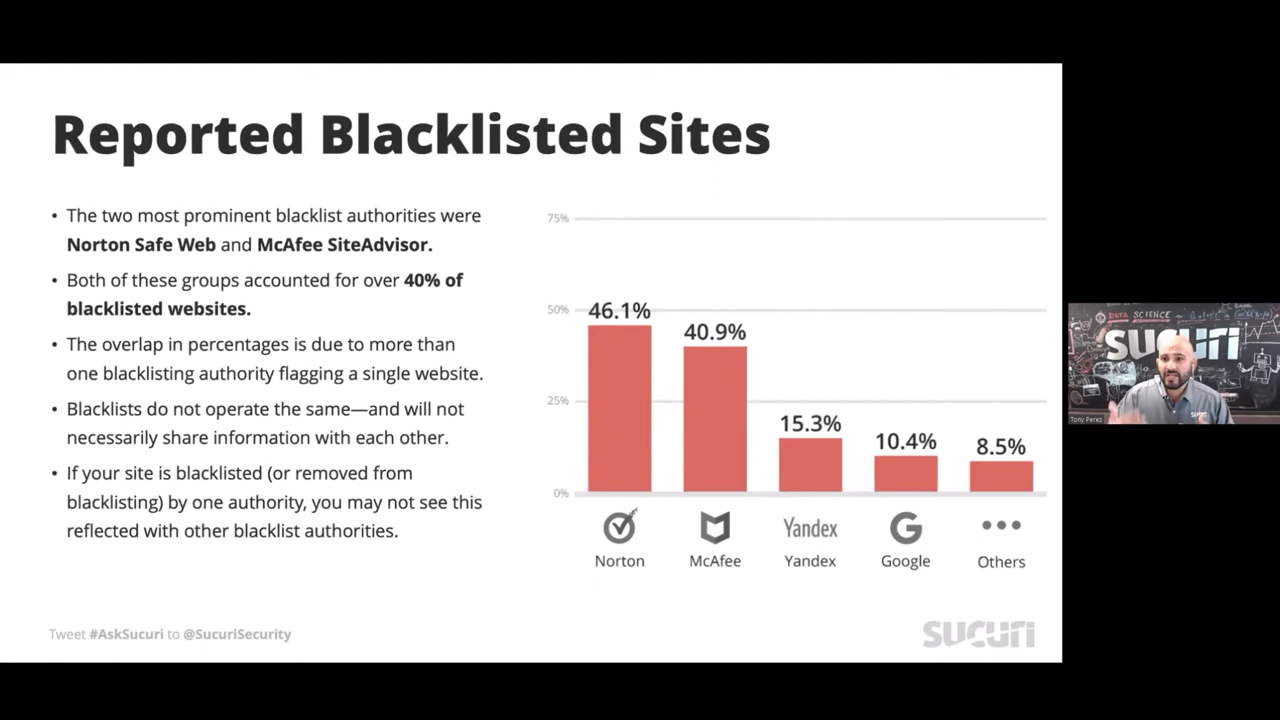 Reported Blacklisted Sites
• The two most prominent blacklist authorities were
Norton Safe Web and McAfee SiteAdvisor.
• Both of these groups accounted for over 40% of
blacklisted websites.
• The overlap in percentages is due to more than
one blacklisting authority flagging a single website.
• Blacklists do not operate the same—and will not
necessarily share information with each other.
• If your site is blacklisted (or removed from
blacklisting) by one authority, you may not see this
reflected with other blacklist authorities.
75%
50%
25%
0%
46.1%
40.9%
15.3%
10.4%
8.5%
Yandex
Norton
McAfee
Yandex
Google
Others
Tweet #AskSucuri to @SucuriSecurity
sucuri
DATA SCIENCE
sucuri
Tony Perez